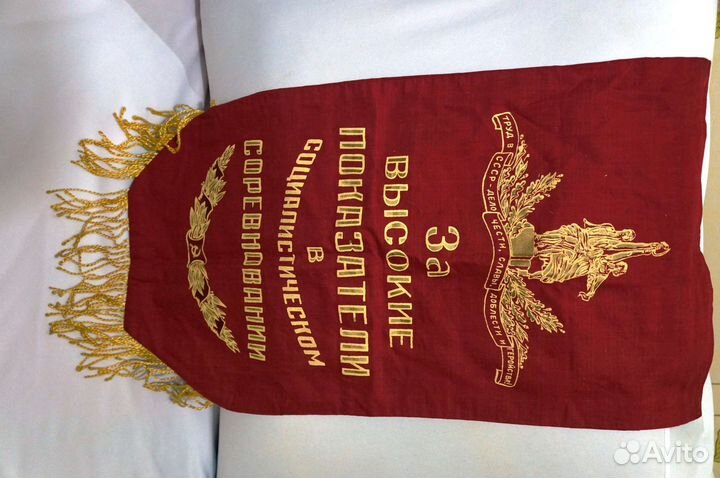 ТРУД В СССР - ДЕЛО ЧЕСТИ, СЛАВЫ, ДОБЛЕСТИ И ГЕРОЙСТВА
За
ВЫСОКИЕ
ПОКАЗАТЕЛИ
В
СОЦИАЛИСТИЧЕСКОМ
СОРЕВНОВАНИИ
Avito